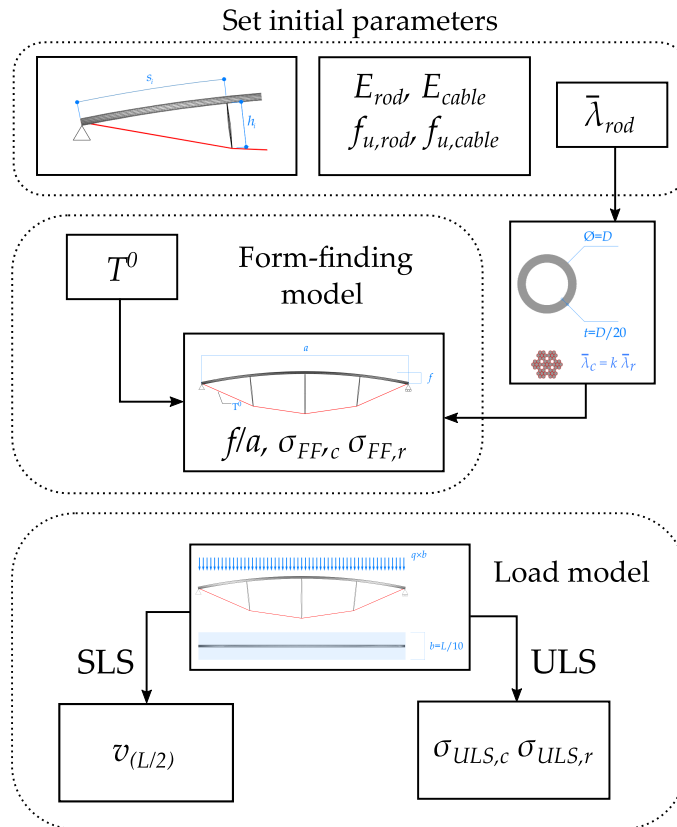 Set initial parameters
s_i
h_i
E_rod, E_cable
f_u,rod, f_u,cable
λ̄_rod
T^0
Form-finding
model
Ø=D
t=D/20
λ̄_c = k λ̄_r
a
f
T^0
f/a, σ_FF,c σ_FF,r
q×b
Load model
b=L/10
SLS
ULS
v_(L/2)
σ_ULS,c σ_ULS,r